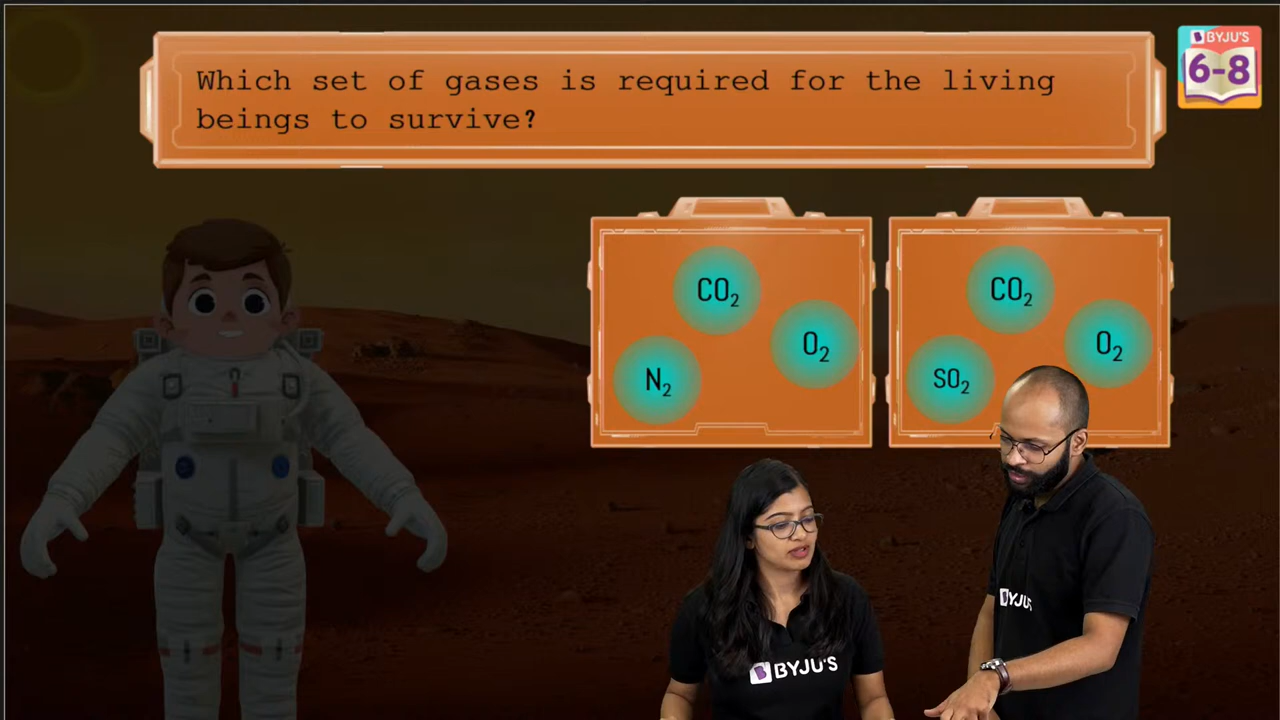 Which set of gases is required for the living
beings to survive?
BYJU'S
6-8
CO₂
O₂
N₂
CO₂
O₂
SO₂
BYJU'S
BYJU'S